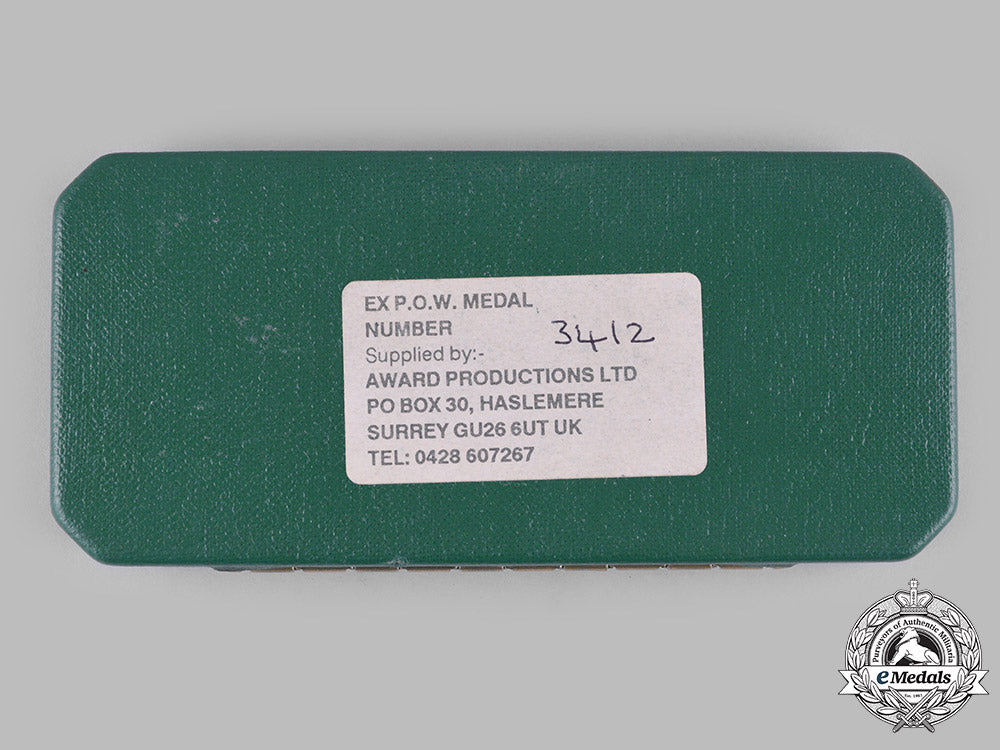 EX P.O.W. MEDAL
NUMBER 3412
Supplied by:-
AWARD PRODUCTIONS LTD
PO BOX 30, HASLEMERE
SURREY GU26 6UT UK
TEL: 0428 607267
Purveyors of Authentic Militaria
eMedals